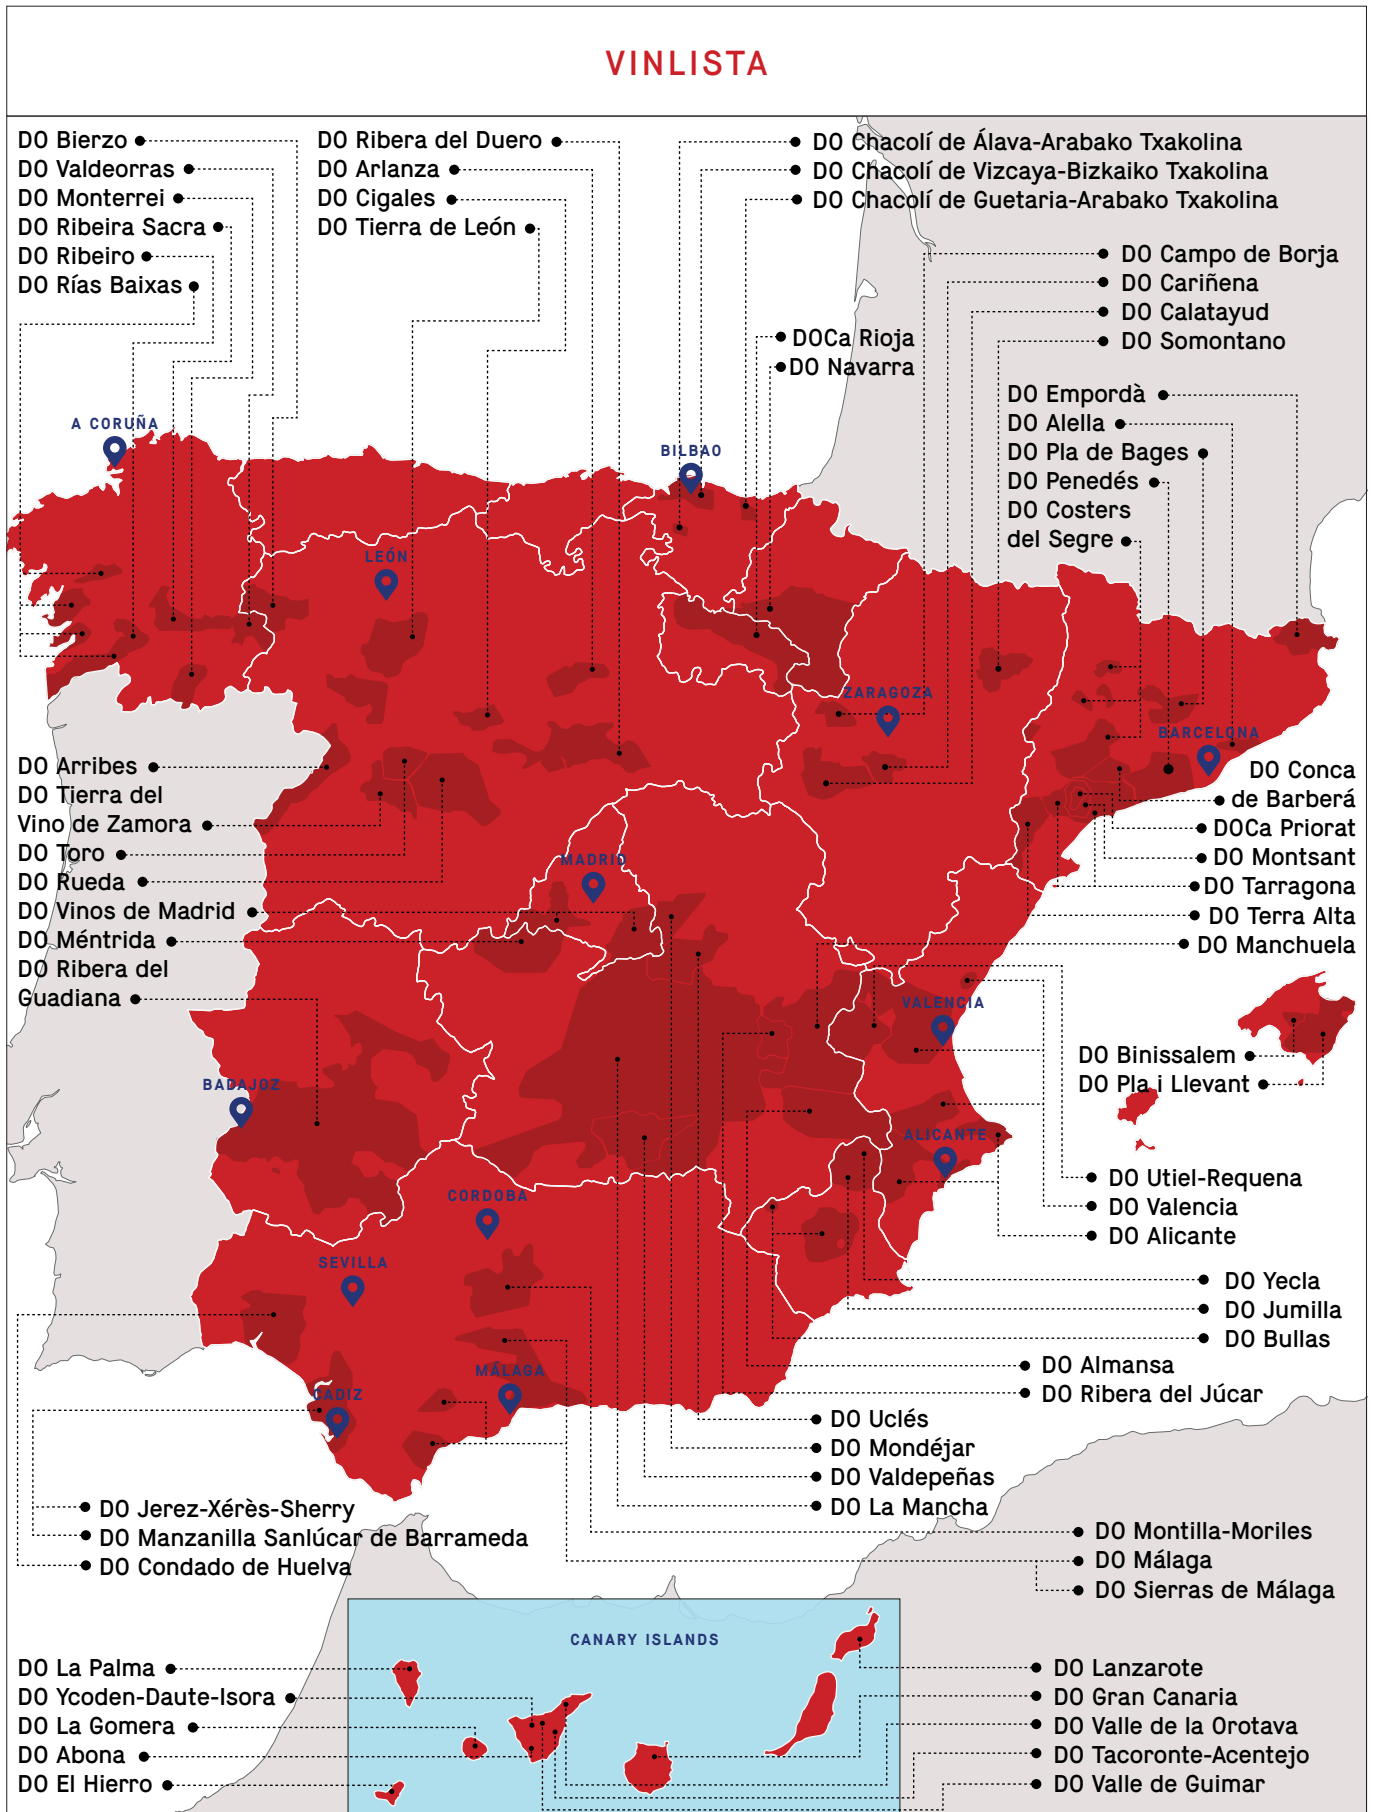 VINLISTA
DO Bierzo
DO Valdeorras
DO Monterrei
DO Ribeira Sacra
DO Ribeiro
DO Rías Baixas
DO Ribera del Duero
DO Arlanza
DO Cigales
DO Tierra de León
DO Chacolí de Álava-Arabako Txakolina
DO Chacolí de Vizcaya-Bizkaiko Txakolina
DO Chacolí de Guetaria-Arabako Txakolina
DO Campo de Borja
DO Cariñena
DO Calatayud
DO Somontano
DOCa Rioja
DO Navarra
DO Empordà
DO Alella
DO Pla de Bages
DO Penedés
DO Costers
del Segre
A CORUÑA
BILBAO
LEÓN
ZARAGOZA
BARCELONA
DO Arribes
DO Tierra del
Vino de Zamora
DO Toro
DO Rueda
DO Vinos de Madrid
DO Méntrida
DO Ribera del
Guadiana
MADRID
DO Conca
de Barberá
DOCa Priorat
DO Montsant
DO Tarragona
DO Terra Alta
DO Manchuela
VALENCIA
DO Binissalem
DO Pla i Llevant
BADAJOZ
ALICANTE
CORDOBA
SEVILLA
MÁLAGA
CADIZ
DO Utiel-Requena
DO Valencia
DO Alicante
DO Yecla
DO Jumilla
DO Bullas
DO Almansa
DO Ribera del Júcar
DO Uclés
DO Mondéjar
DO Valdepeñas
DO La Mancha
DO Jerez-Xérès-Sherry
DO Manzanilla Sanlúcar de Barrameda
DO Condado de Huelva
DO Montilla-Moriles
DO Málaga
DO Sierras de Málaga
CANARY ISLANDS
DO La Palma
DO Ycoden-Daute-Isora
DO La Gomera
DO Abona
DO El Hierro
DO Lanzarote
DO Gran Canaria
DO Valle de la Orotava
DO Tacoronte-Acentejo
DO Valle de Guimar